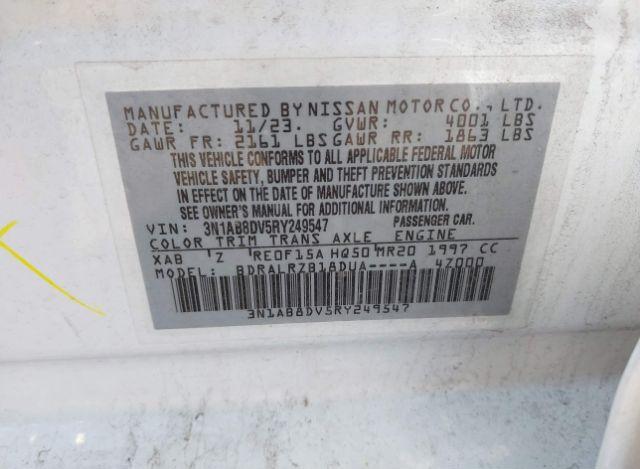 MANUFACTURED BY NISSAN MOTOR CO., LTD.
DATE: 11/23. GVWR: 4001 LBS
GAWR FR: 2161 LBS GAWR RR: 1863 LBS
THIS VEHICLE CONFORMS TO ALL APPLICABLE FEDERAL MOTOR
VEHICLE SAFETY, BUMPER AND THEFT PREVENTION STANDARDS
IN EFFECT ON THE DATE OF MANUFACTURE SHOWN ABOVE.
SEE OWNER'S MANUAL FOR ADDITIONAL INFORMATION.
VIN: 3N1AB8DV5RY249547 PASSENGER CAR.
COLOR TRIM TRANS AXLE ENGINE
XAB 'Z 'RE0F15A HQ50 MR20 1997 CC
MODEL: BDRALRZB18DUA----A 4Z000
3N1AB8DV5RY249547